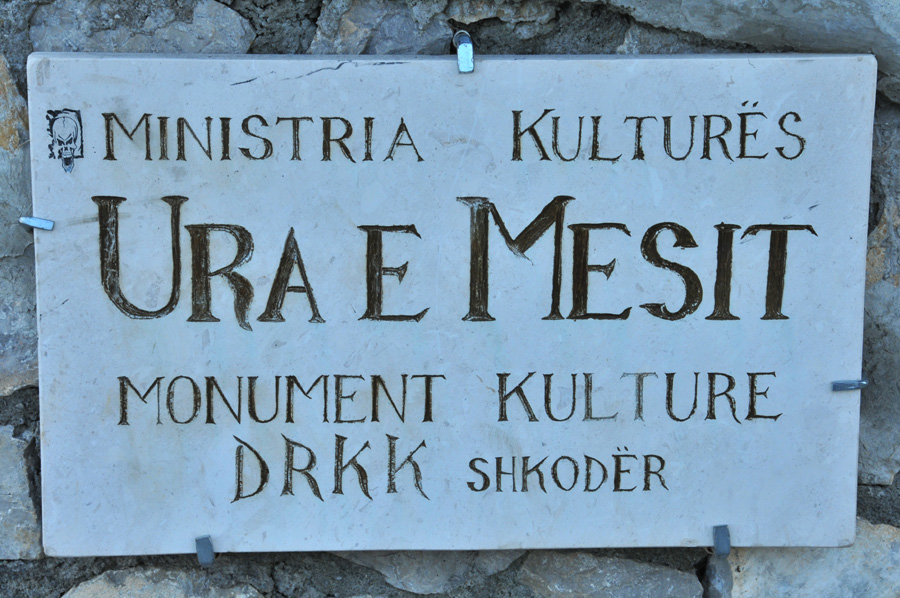 MINISTRIA KULTURËS
URA E MESIT
MONUMENT KULTURE
DRKK SHKODËR